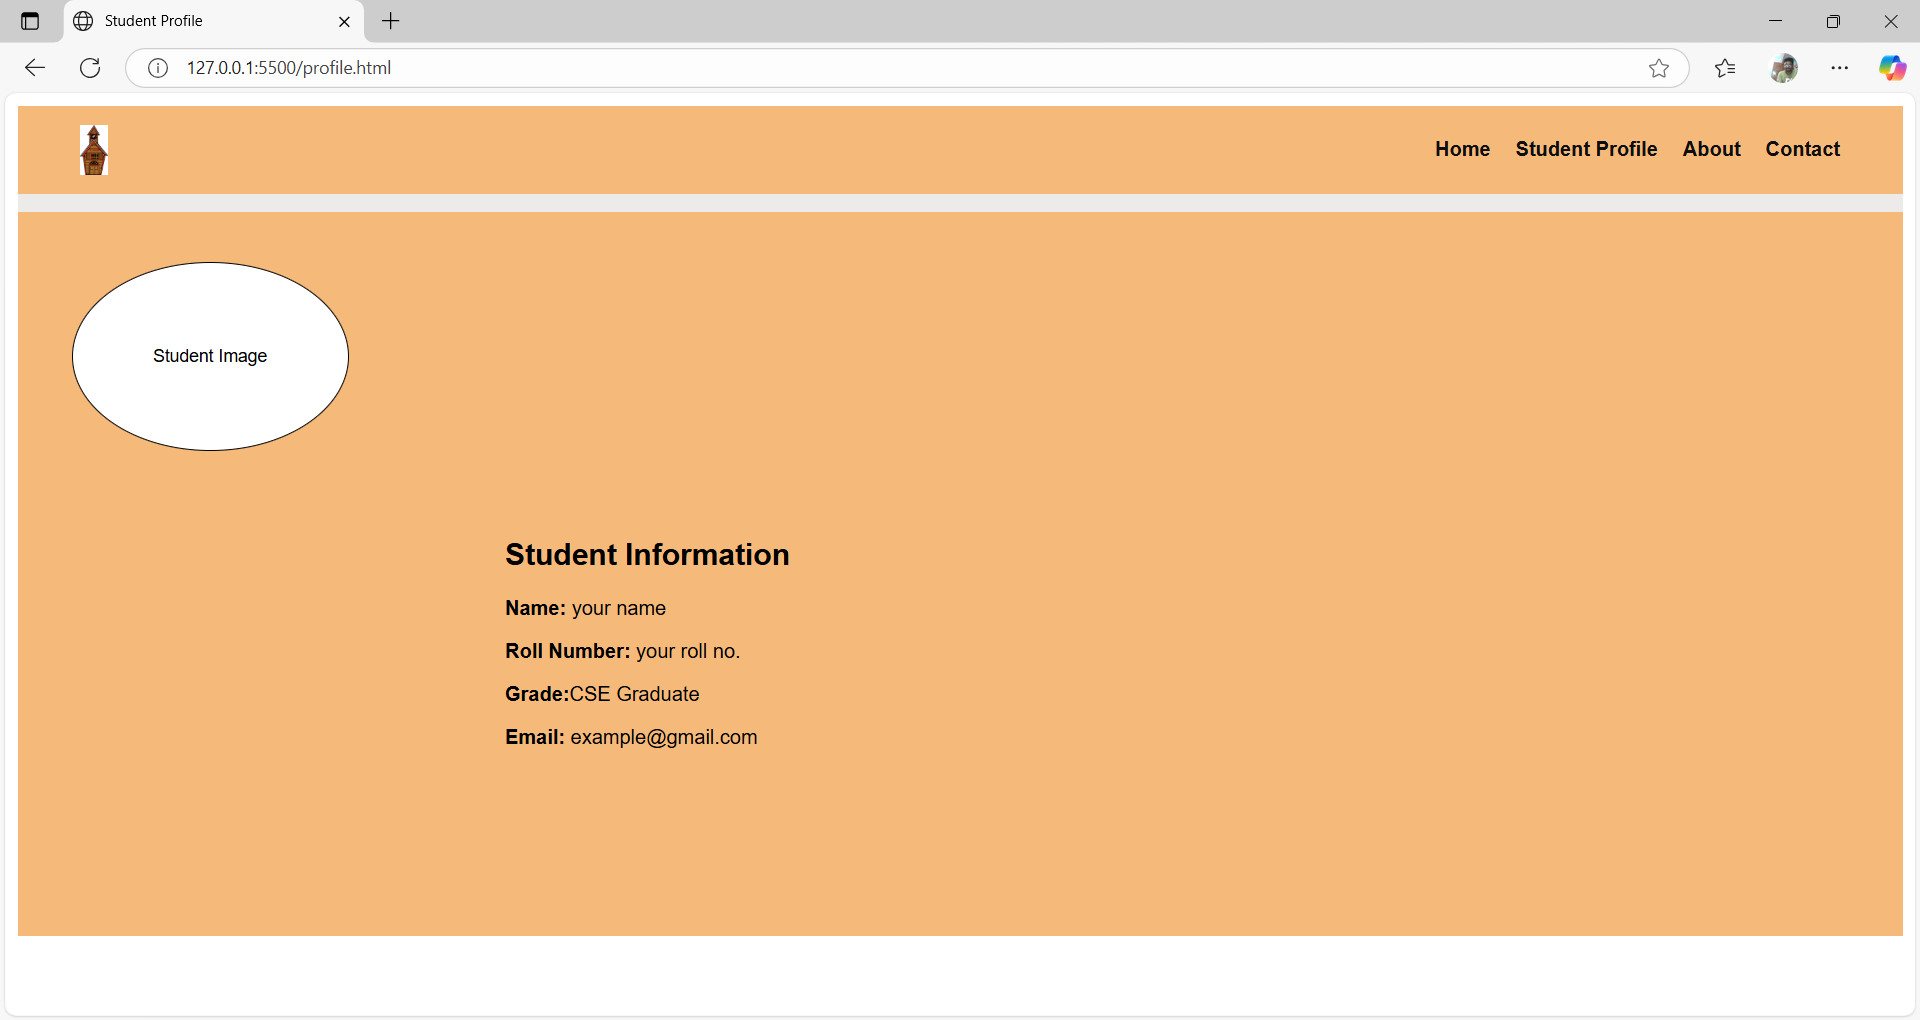 Student Profile
127.0.0.1:5500/profile.html
Home Student Profile About Contact
Student Image
Student Information
Name: your name
Roll Number: your roll no.
Grade:CSE Graduate
Email: example@gmail.com